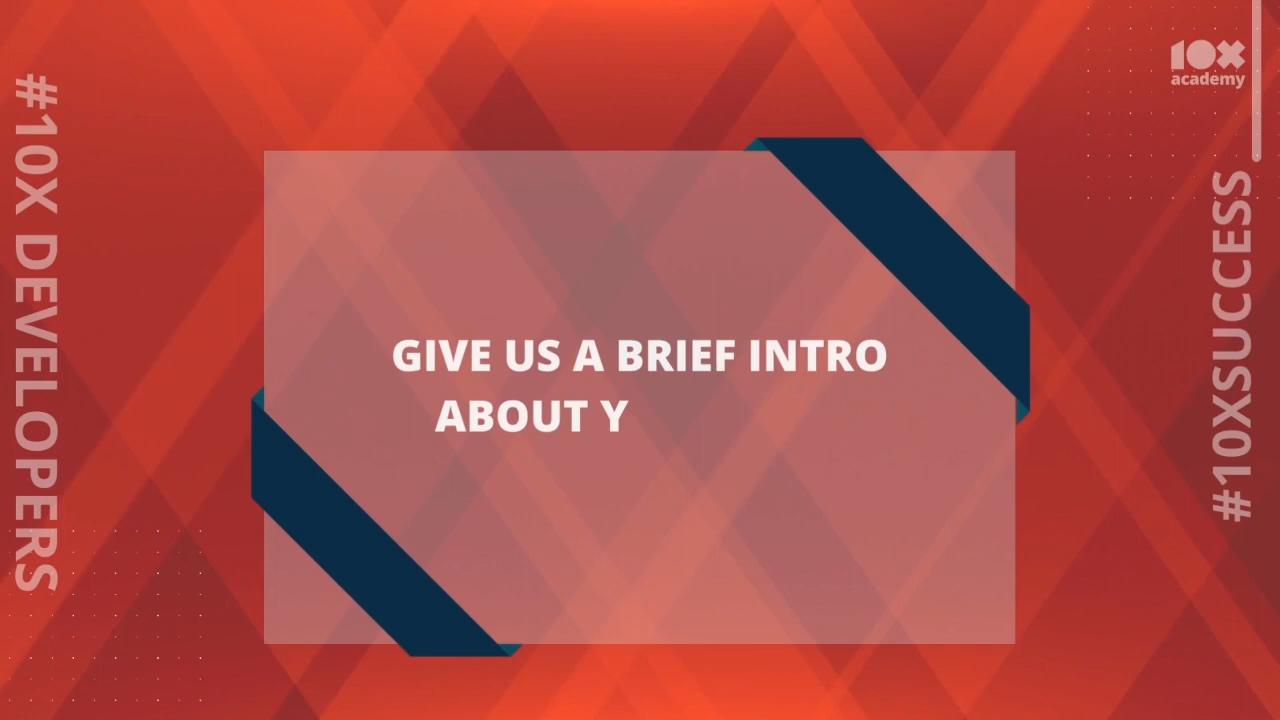 #10X DEVELOPERS
10X
academy
GIVE US A BRIEF INTRO
ABOUT Y
#10XSUCCESS